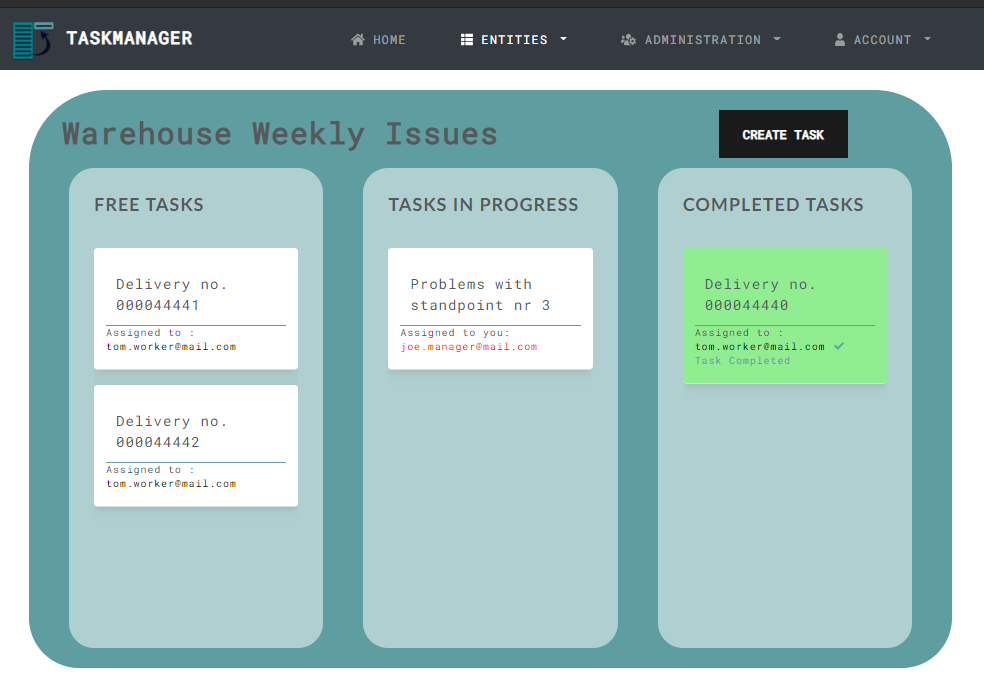 TASKMANAGER
HOME
ENTITIES
ADMINISTRATION
ACCOUNT
Warehouse Weekly Issues
CREATE TASK
FREE TASKS
Delivery no.
000044441
Assigned to :
tom.worker@mail.com
Delivery no.
000044442
Assigned to :
tom.worker@mail.com
TASKS IN PROGRESS
Problems with
standpoint nr 3
Assigned to you:
joe.manager@mail.com
COMPLETED TASKS
Delivery no.
000044440
Assigned to :
tom.worker@mail.com
Task Completed